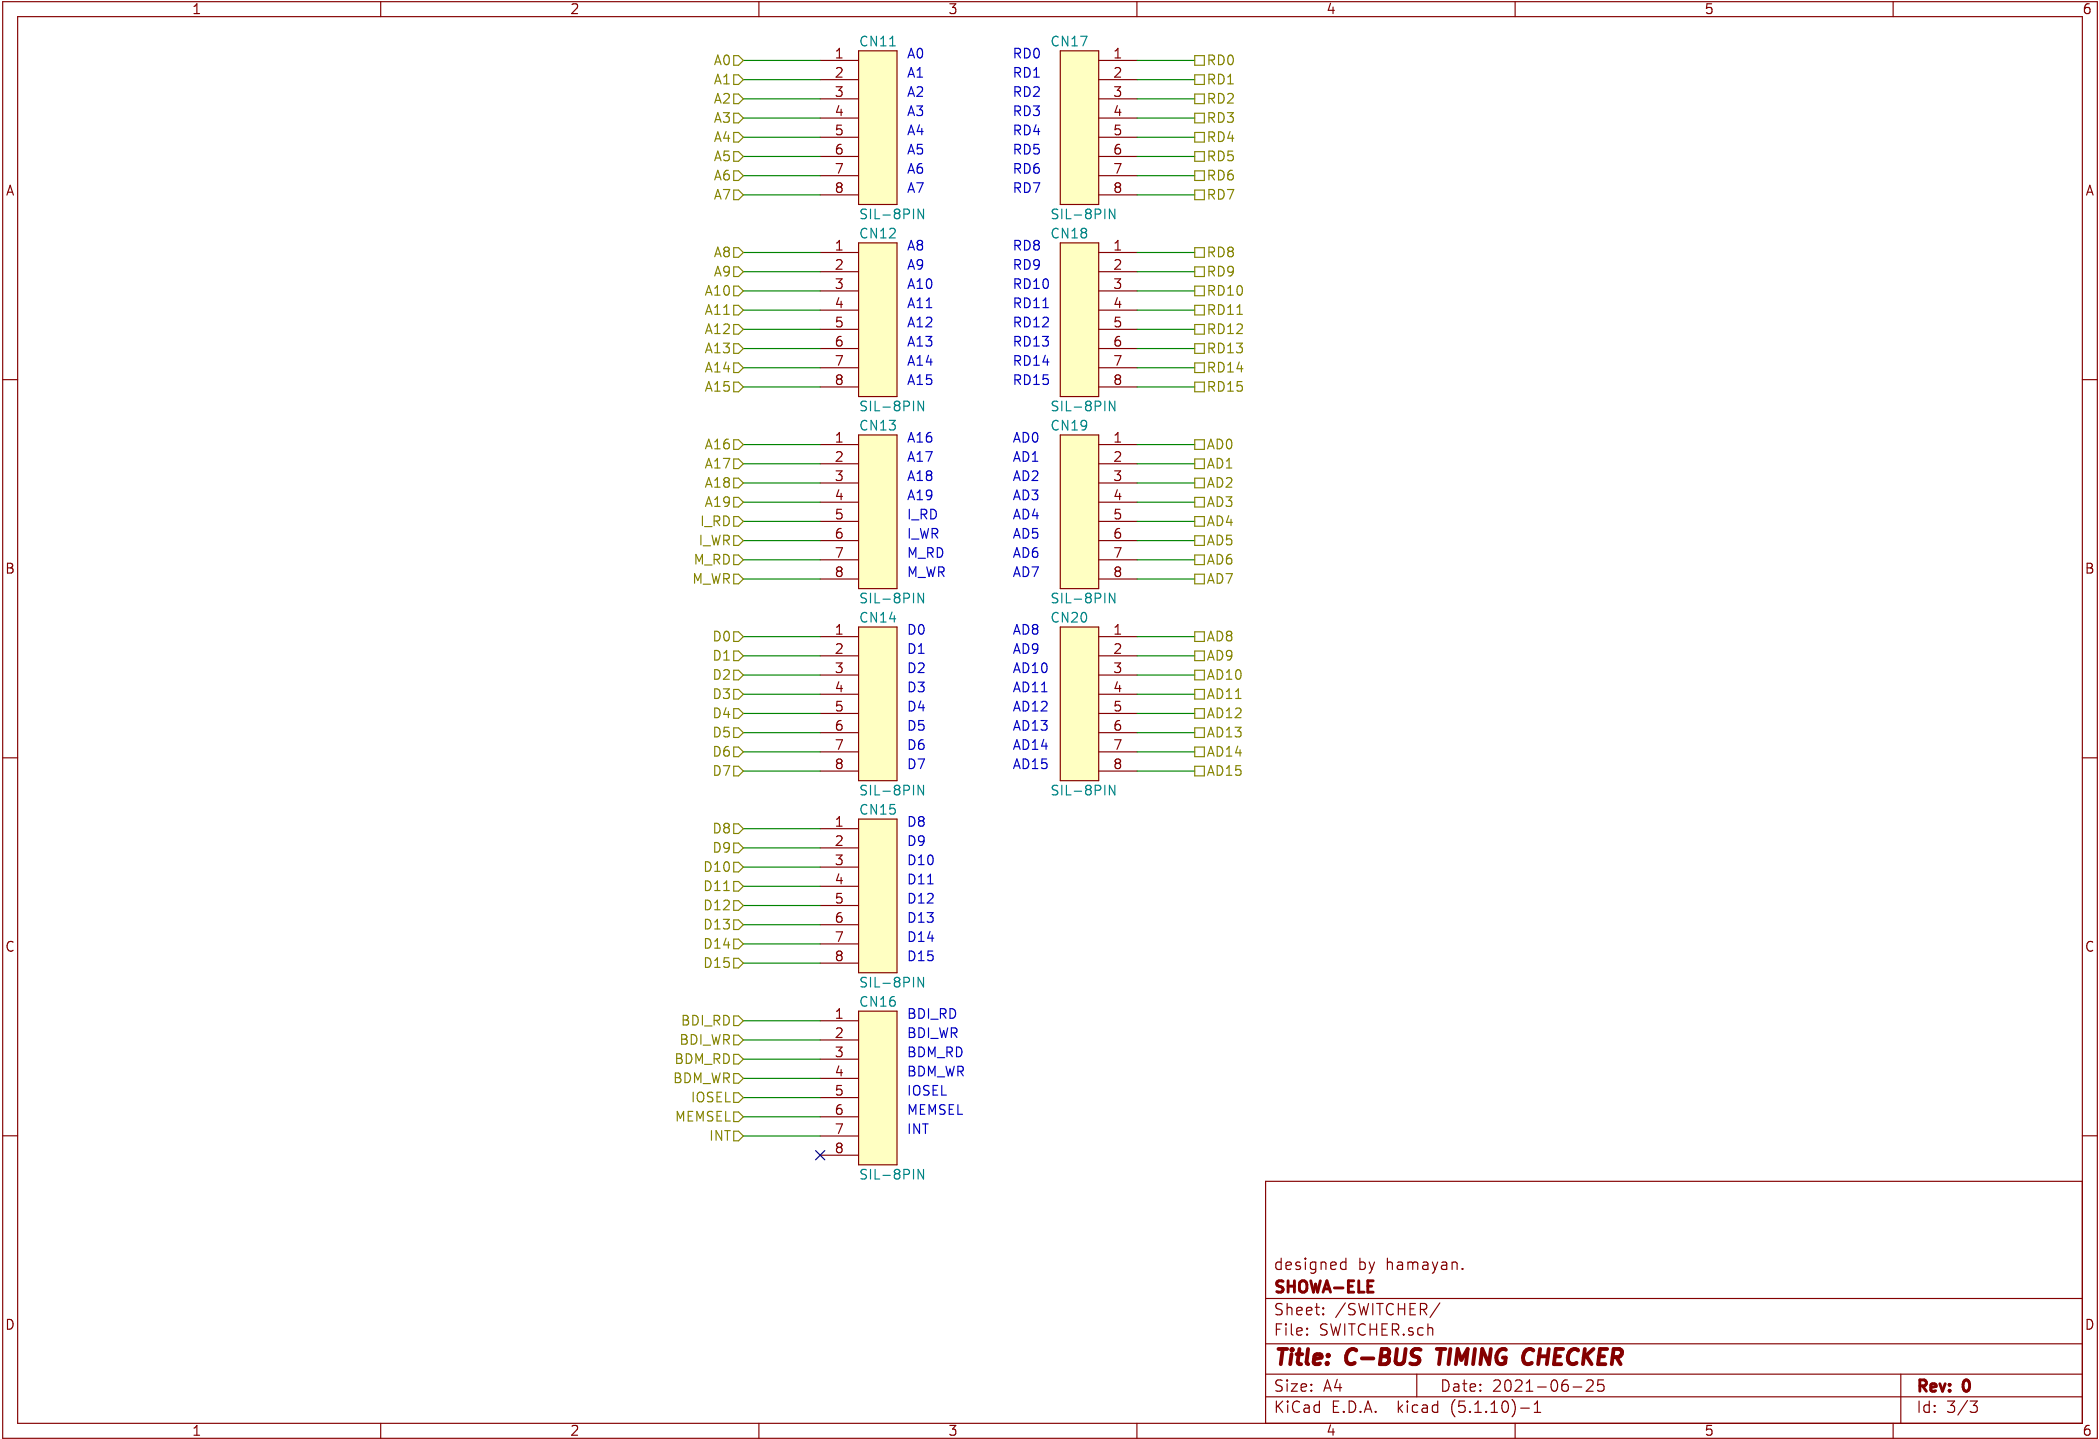 1 2 3 4 5 6
CN11 CN17
A0 1 A0 RD0 1 RD0
A1 2 A1 RD1 2 RD1
A2 3 A2 RD2 3 RD2
A3 4 A3 RD3 4 RD3
A4 5 A4 RD4 5 RD4
A5 6 A5 RD5 6 RD5
A6 7 A6 RD6 7 RD6
A A
A7 8 A7 RD7 8 RD7
SIL-8PIN SIL-8PIN
CN12 CN18
A8 1 A8 RD8 1 RD8
A9 2 A9 RD9 2 RD9
A10 3 A10 RD10 3 RD10
A11 4 A11 RD11 4 RD11
A12 5 A12 RD12 5 RD12
A13 6 A13 RD13 6 RD13
A14 7 A14 RD14 7 RD14
A15 8 A15 RD15 8 RD15
SIL-8PIN SIL-8PIN
CN13 CN19
A16 1 A16 AD0 1 AD0
A17 2 A17 AD1 2 AD1
A18 3 A18 AD2 3 AD2
A19 4 A19 AD3 4 AD3
I_RD 5 I_RD AD4 5 AD4
I_WR 6 I_WR AD5 6 AD5
M_RD 7 M_RD AD6 7 AD6
B B
M_WR 8 M_WR AD7 8 AD7
SIL-8PIN SIL-8PIN
CN14 CN20
D0 1 D0 AD8 1 AD8
D1 2 D1 AD9 2 AD9
D2 3 D2 AD10 3 AD10
D3 4 D3 AD11 4 AD11
D4 5 D4 AD12 5 AD12
D5 6 D5 AD13 6 AD13
D6 7 D6 AD14 7 AD14
D7 8 D7 AD15 8 AD15
SIL-8PIN SIL-8PIN
CN15
D8 1 D8
D9 2 D9
D10 3 D10
D11 4 D11
D12 5 D12
D13 6 D13
D14 7 D14
C C
D15 8 D15
SIL-8PIN
CN16
BDI_RD 1 BDI_RD
BDI_WR 2 BDI_WR
BDM_RD 3 BDM_RD
BDM_WR 4 BDM_WR
IOSEL 5 IOSEL
MEMSEL 6 MEMSEL
INT 7 INT
8
SIL-8PIN
designed by hamayan.
SHOWA-ELE
Sheet: /SWITCHER/
D D
File: SWITCHER.sch
Title: C-BUS TIMING CHECKER
Size: A4 Date: 2021-06-25 Rev: 0
KiCad E.D.A. kicad (5.1.10)-1 Id: 3/3
1 2 3 4 5 6